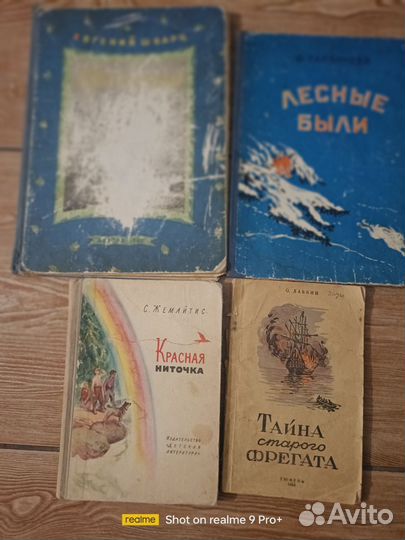 ЕВГЕНИЙ ШВАРЦ
ЛЕСНЫЕ
БЫЛИ
С. ЖЕМАЙТИС
КРАСНАЯ
НИТОЧКА
ИЗДАТЕЛЬСТВО
«ДЕТСКАЯ
ЛИТЕРАТУРА»
ТАЙНА
старого
ФРЕГАТА
ТЮМЕНЬ
realme
Shot on realme 9 Pro+
Avito